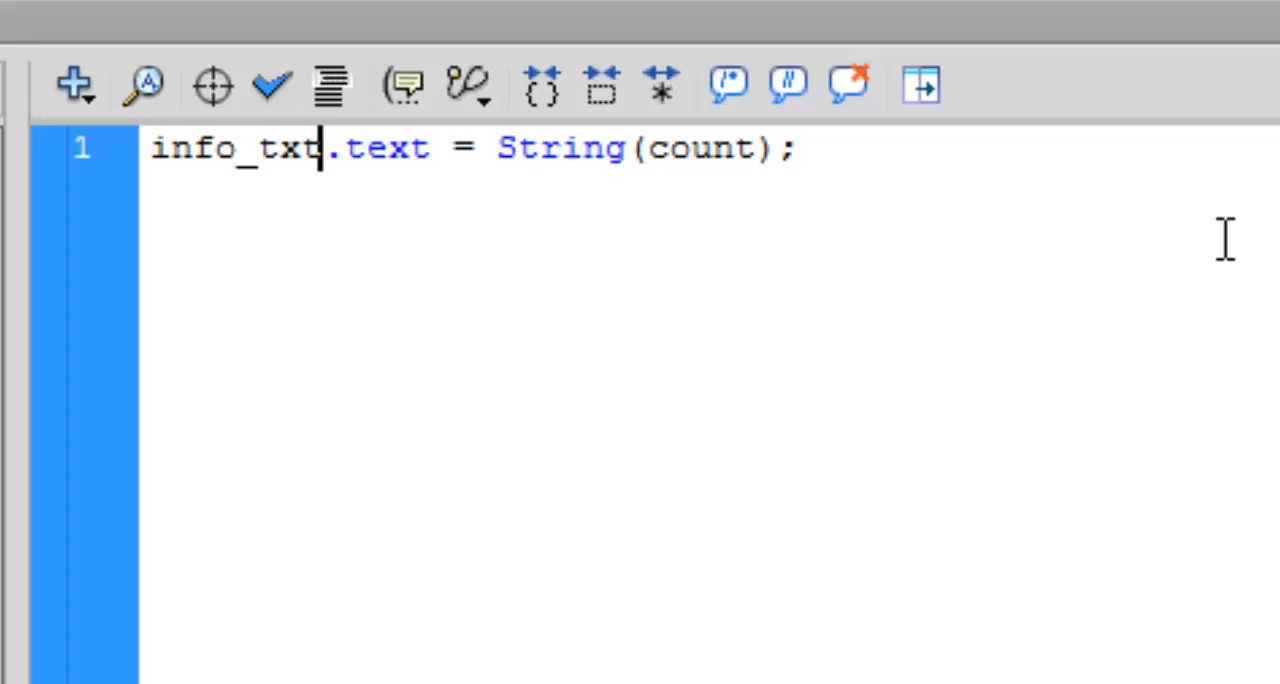 1 info_txt.text = String(count);